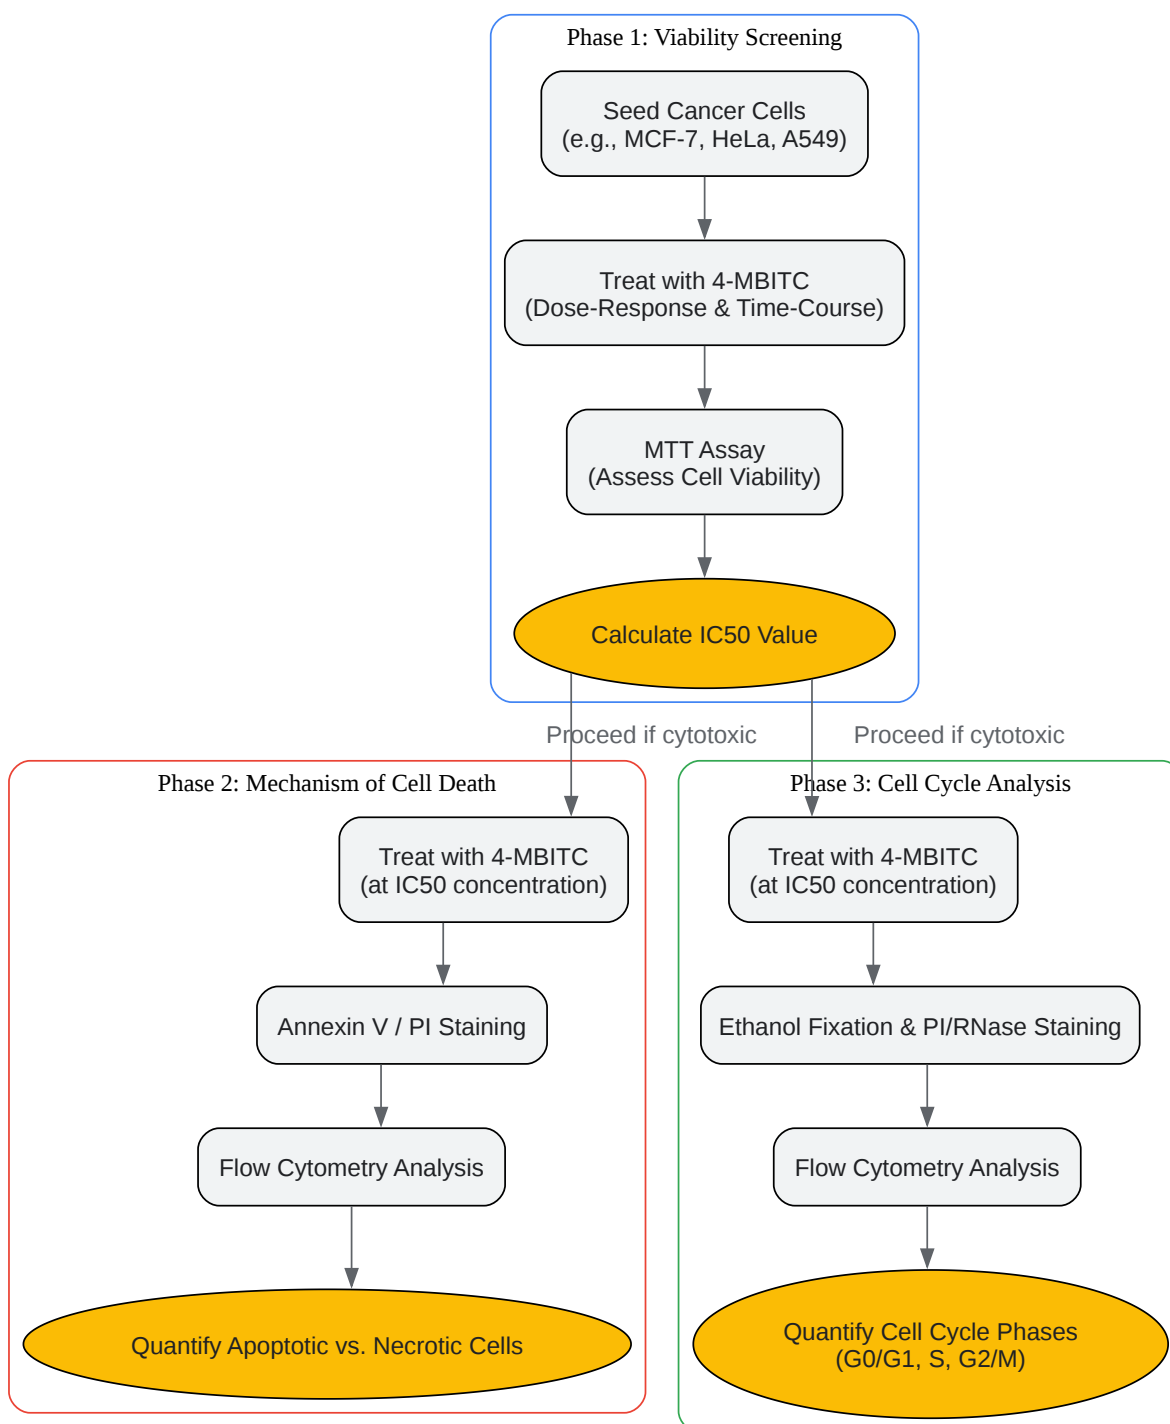 Phase 1: Viability Screening
Seed Cancer Cells
(e.g., MCF-7, HeLa, A549)
Treat with 4-MBITC
(Dose-Response & Time-Course)
MTT Assay
(Assess Cell Viability)
Calculate IC50 Value
Proceed if cytotoxic
Proceed if cytotoxic
Phase 2: Mechanism of Cell Death
Treat with 4-MBITC
(at IC50 concentration)
Annexin V / PI Staining
Flow Cytometry Analysis
Quantify Apoptotic vs. Necrotic Cells
Phase 3: Cell Cycle Analysis
Treat with 4-MBITC
(at IC50 concentration)
Ethanol Fixation & PI/RNase Staining
Flow Cytometry Analysis
Quantify Cell Cycle Phases
(G0/G1, S, G2/M)